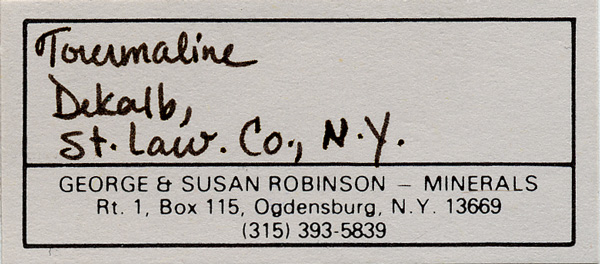 Tourmaline
Dekalb,
St. Law. Co., N.Y.
GEORGE & SUSAN ROBINSON – MINERALS
Rt. 1, Box 115, Ogdensburg, N.Y. 13669
(315) 393-5839